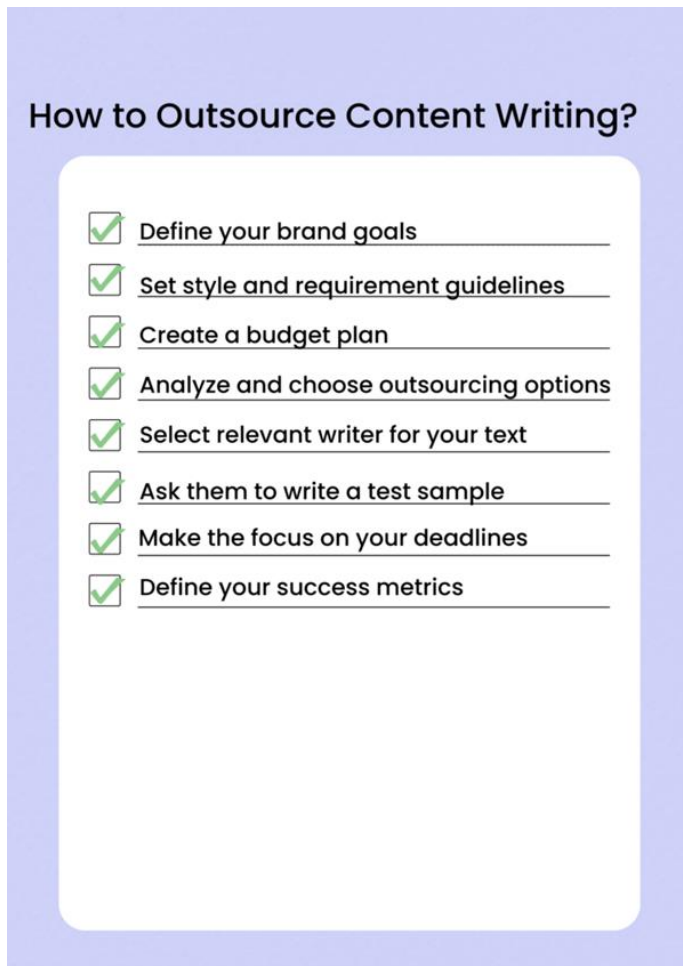 How to Outsource Content Writing?
Define your brand goals
Set style and requirement guidelines
Create a budget plan
Analyze and choose outsourcing options
Select relevant writer for your text
Ask them to write a test sample
Make the focus on your deadlines
Define your success metrics